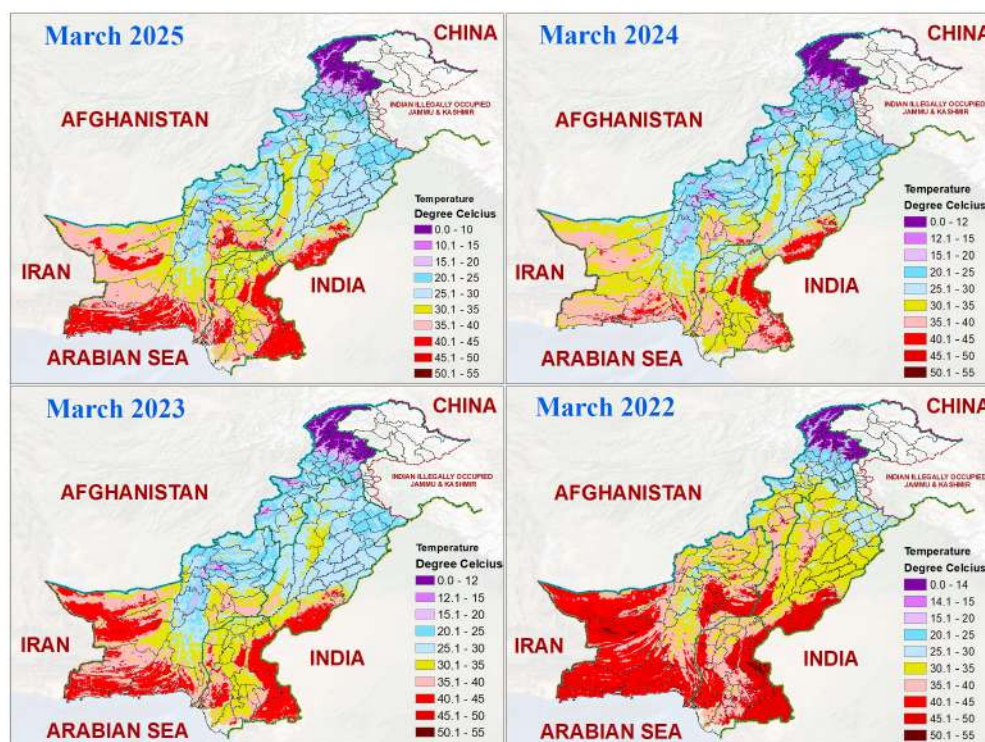 March 2025
CHINA
AFGHANISTAN
INDIAN ILLEGALLY OCCUPIED
JAMMU & KASHMIR
IRAN
INDIA
ARABIAN SEA
Temperature
Degree Celcius
0.0 - 10
10.1 - 15
15.1 - 20
20.1 - 25
25.1 - 30
30.1 - 35
35.1 - 40
40.1 - 45
45.1 - 50
50.1 - 55
March 2024
CHINA
AFGHANISTAN
INDIAN ILLEGALLY OCCUPIED
JAMMU & KASHMIR
IRAN
INDIA
ARABIAN SEA
Temperature
Degree Celcius
0.0 - 12
12.1 - 15
15.1 - 20
20.1 - 25
25.1 - 30
30.1 - 35
35.1 - 40
40.1 - 45
45.1 - 50
50.1 - 55
March 2023
CHINA
AFGHANISTAN
INDIAN ILLEGALLY OCCUPIED
JAMMU & KASHMIR
IRAN
INDIA
ARABIAN SEA
Temperature
Degree Celcius
0.0 - 12
12.1 - 15
15.1 - 20
20.1 - 25
25.1 - 30
30.1 - 35
35.1 - 40
40.1 - 45
45.1 - 50
50.1 - 55
March 2022
CHINA
AFGHANISTAN
INDIAN ILLEGALLY OCCUPIED
JAMMU & KASHMIR
IRAN
INDIA
ARABIAN SEA
Temperature
Degree Celcius
0.0 - 14
14.1 - 15
15.1 - 20
20.1 - 25
25.1 - 30
30.1 - 35
35.1 - 40
40.1 - 45
45.1 - 50
50.1 - 55